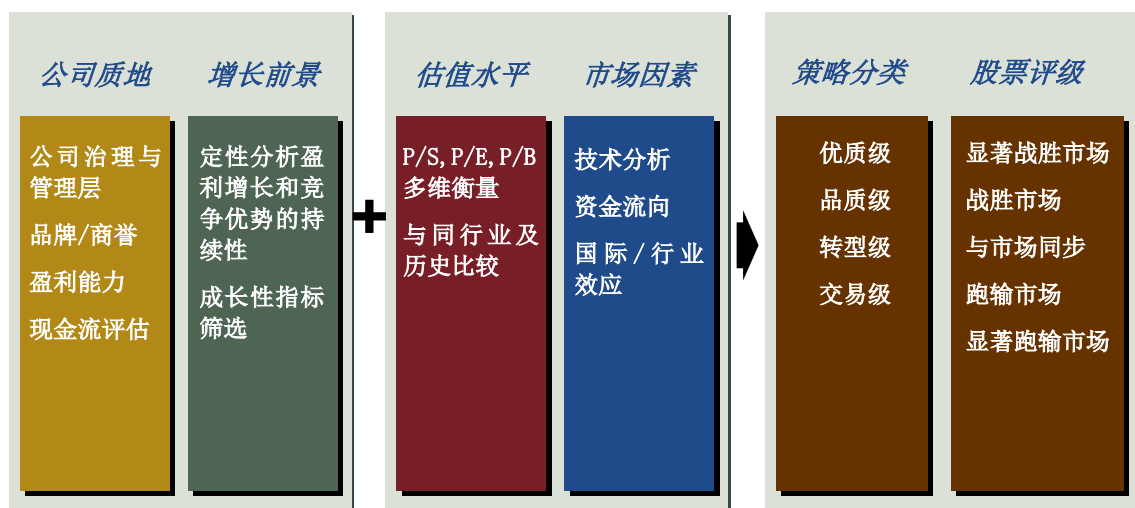 公司质地
公司治理与
管理层
品牌/商誉
盈利能力
现金流评估
增长前景
定性分析盈
利增长和竞
争优势的持
续性
成长性指标
筛选
估值水平
P/S,P/E,P/B
多维衡量
与同行业及
历史比较
市场因素
技术分析
资金流向
国际/行业
效应
策略分类
优质级
品质级
转型级
交易级
股票评级
显著战胜市场
战胜市场
与市场同步
跑输市场
显著跑输市场